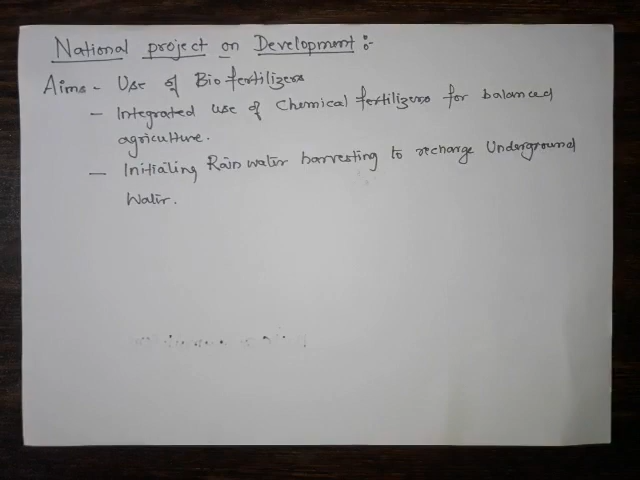 National project on Development :-
Aims - Use of Bio fertilizers
- Integrated use of Chemical fertilizers for balanced
agriculture.
- Initialing Rain water harvesting to recharge Underground
Water.